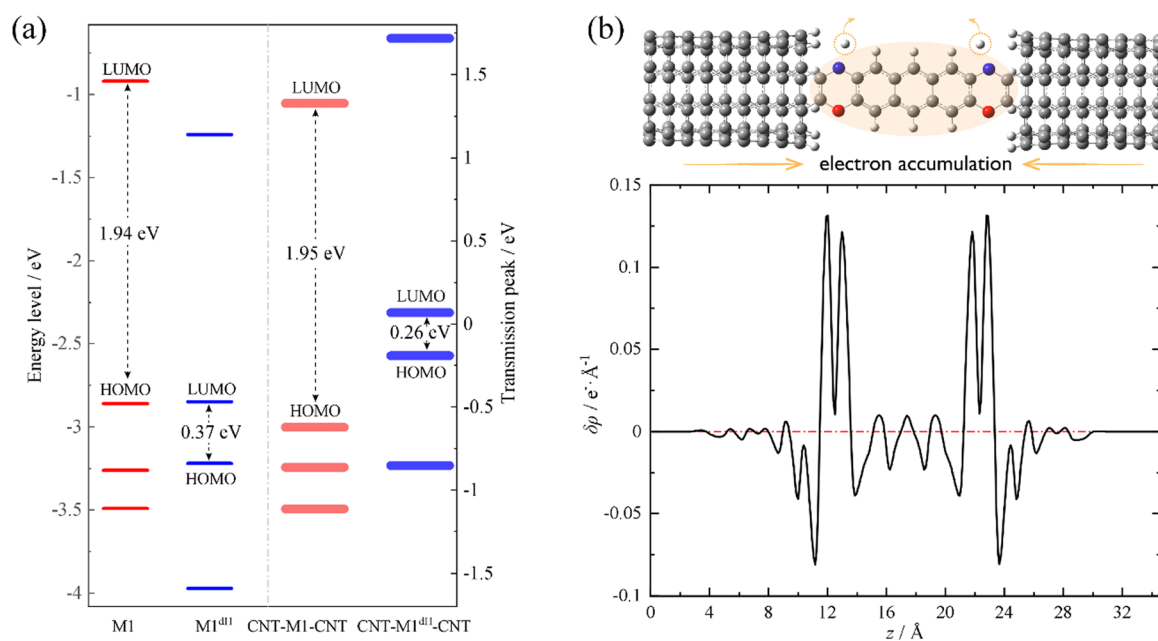 (a)
Energy level / eV
-1
-1.5
-2
-2.5
-3
-3.5
-4
LUMO
1.94 eV
HOMO
LUMO
0.37 eV
HOMO
LUMO
1.95 eV
HOMO
LUMO
0.26 eV
HOMO
1.5
1
0.5
0
-0.5
-1
-1.5
Transmission peak / eV
M1
M1ᵈᴵ¹
CNT-M1-CNT
CNT-M1ᵈᴵ¹-CNT
(b)
electron accumulation
δρ / e⁻·Å⁻¹
0.15
0.1
0.05
0
-0.05
-0.1
0
4
8
12
16
20
24
28
32
z / Å